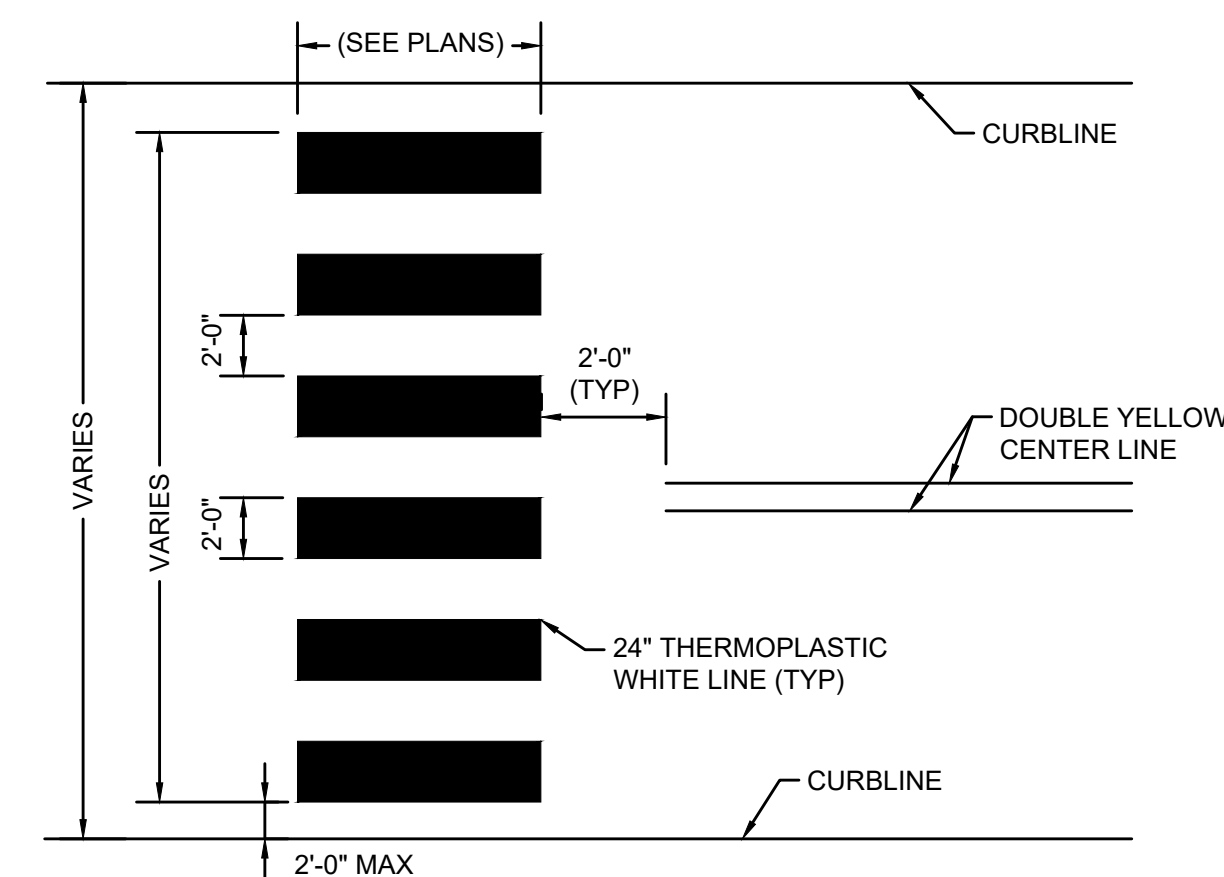 (SEE PLANS)
CURBLINE
2'-0"
2'-0"
(TYP)
VARIES
DOUBLE YELLOW
CENTER LINE
VARIES
2'-0"
24" THERMOPLASTIC
WHITE LINE (TYP)
CURBLINE
2'-0" MAX